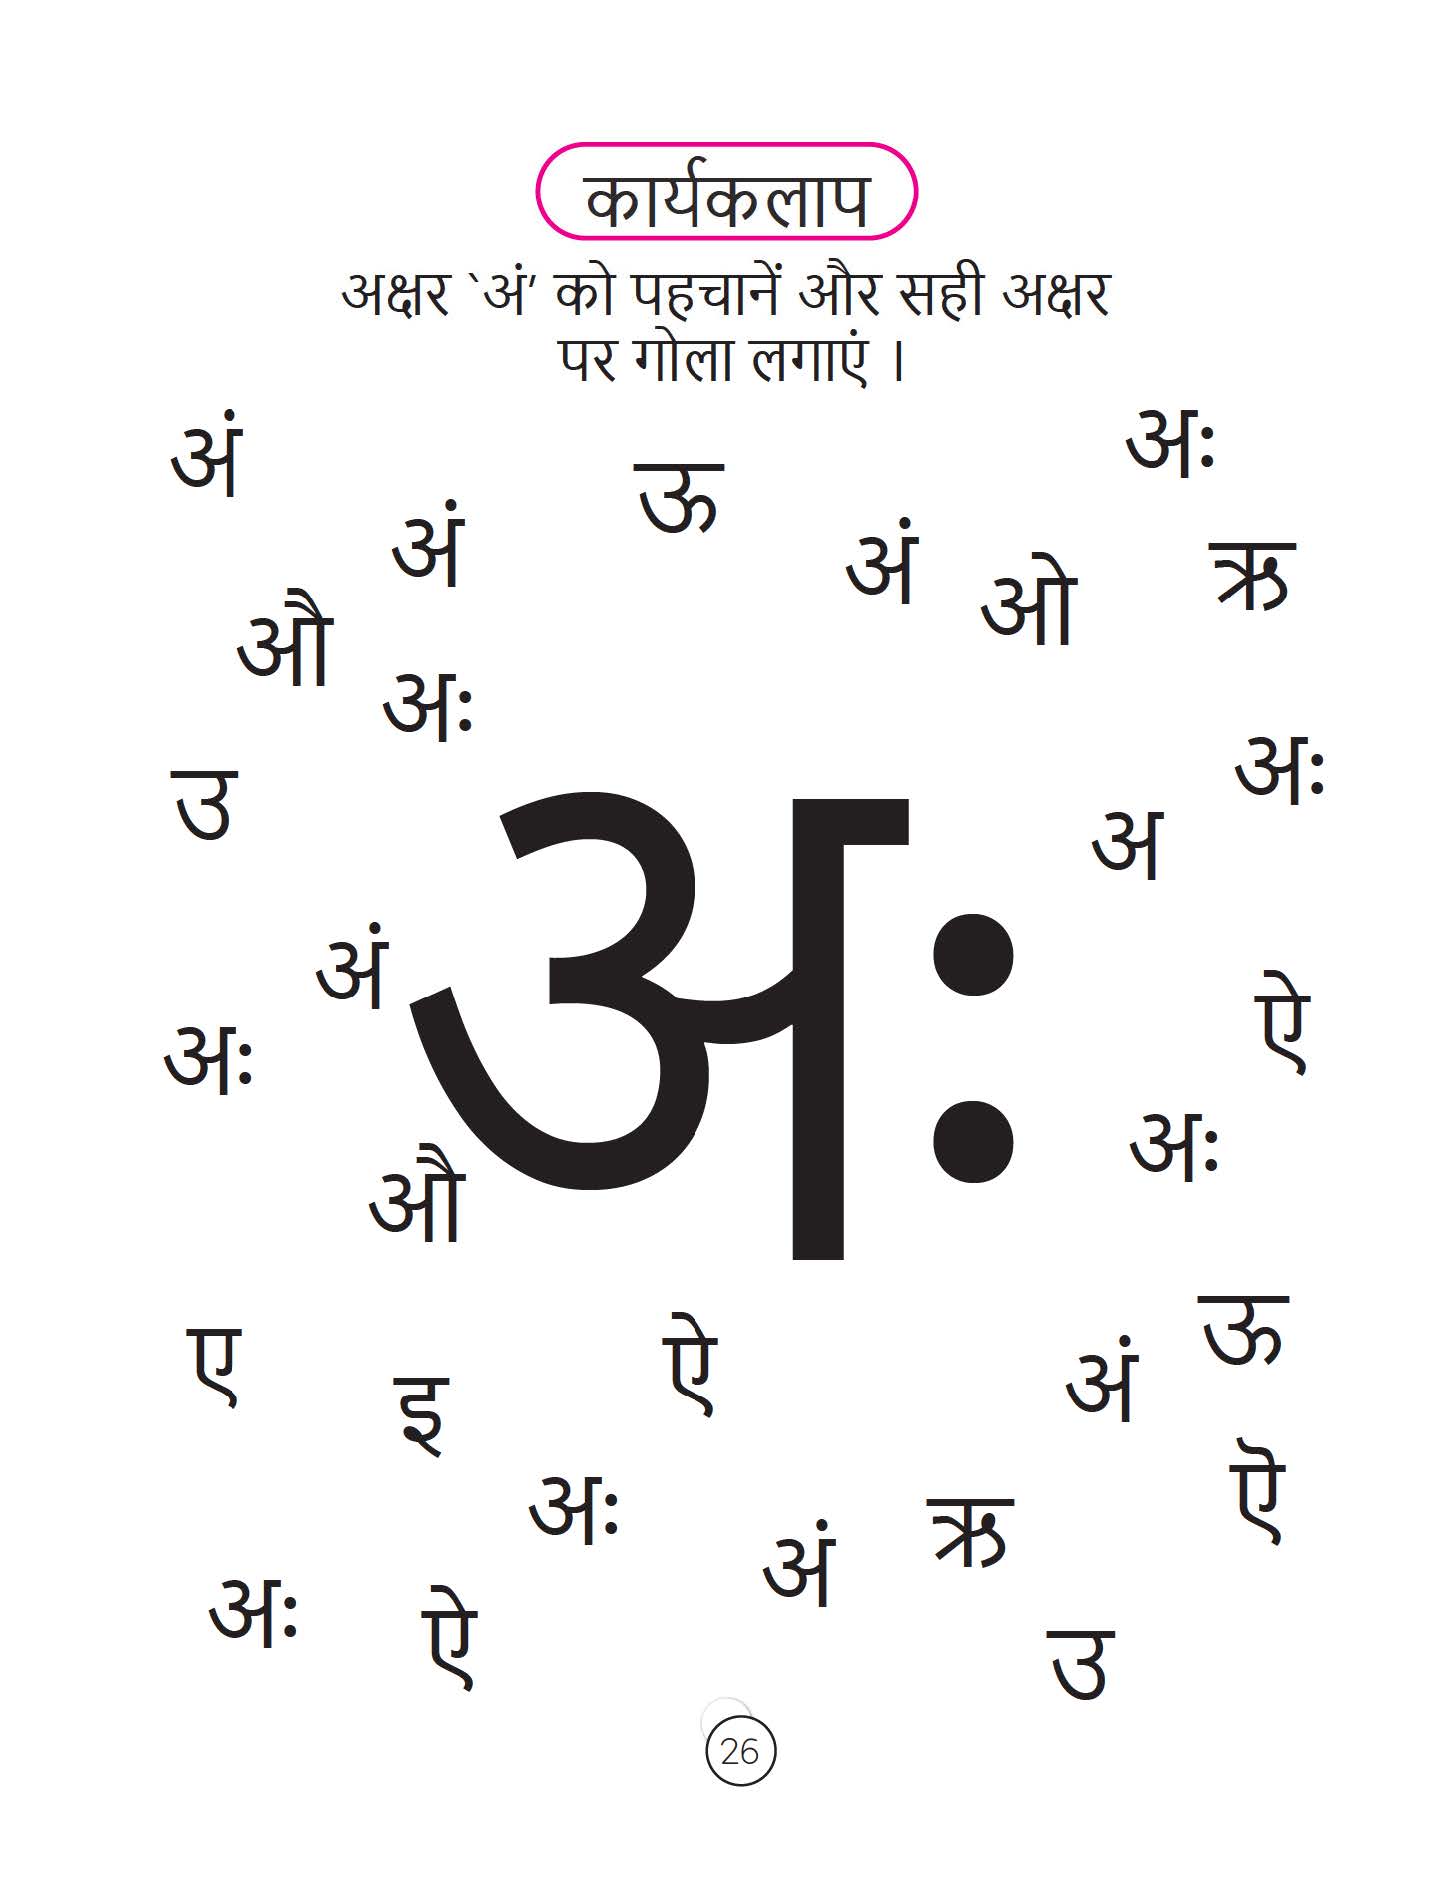 कार्यकलाप
अक्षर `अं' को पहचानें और सही अक्षर
पर गोला लगाएं ।
अं
अः
ऊ
अं
अं
ओ
ऋ
औ
अः
अः
उ
अ
अः
अं
ऐ
अः
अः
औ
ऊ
ए
ऐ
अं
इ
ऎ
अः
ऋ
अं
अः
ऐ
उ
26